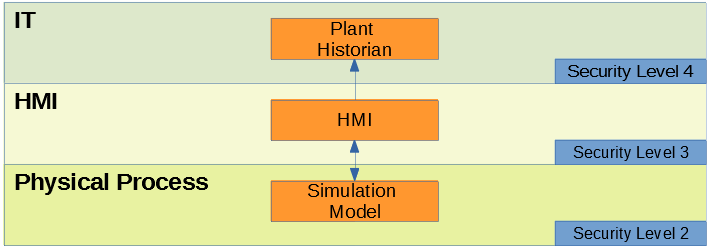 IT
Plant
Historian
Security Level 4
HMI
HMI
Security Level 3
Physical Process
Simulation
Model
Security Level 2